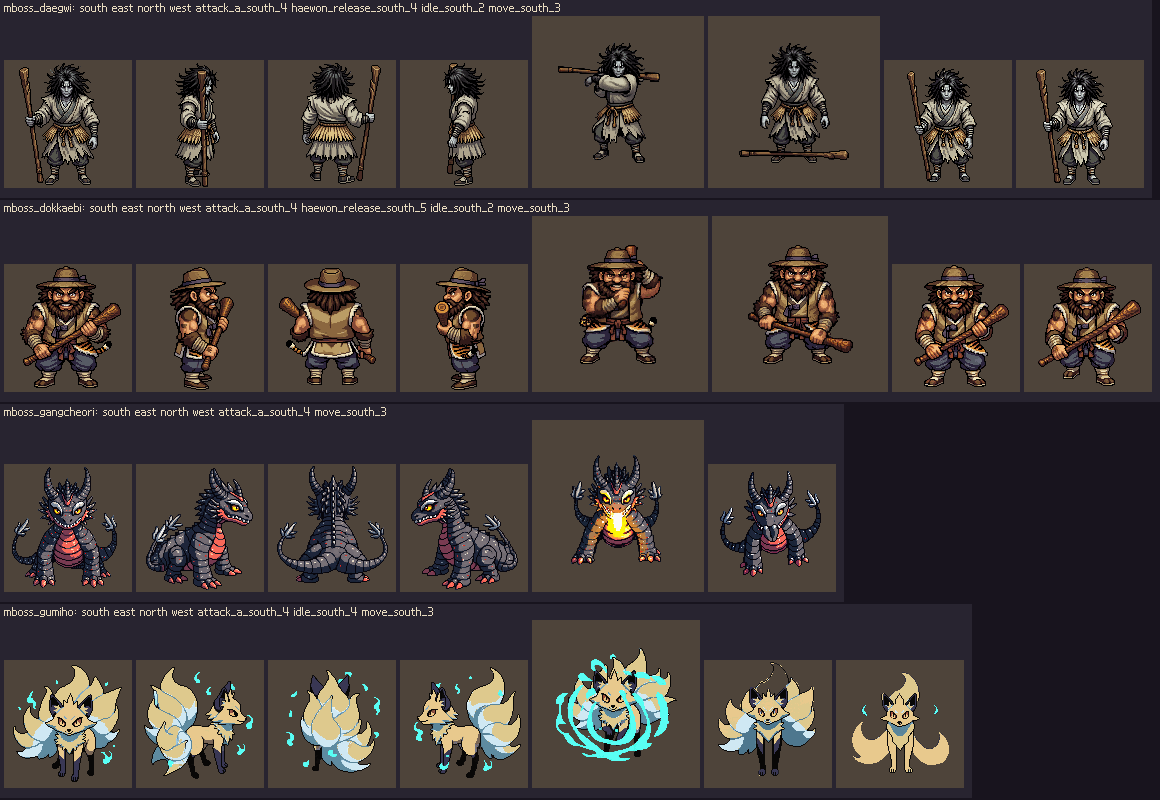 mboss_daegwi: south east north west attack_a_south_4 haewon_release_south_4 idle_south_2 move_south_3
mboss_dokkaebi: south east north west attack_a_south_4 haewon_release_south_5 idle_south_2 move_south_3
mboss_gangcheori: south east north west attack_a_south_4 move_south_3
mboss_gumiho: south east north west attack_a_south_4 idle_south_4 move_south_3